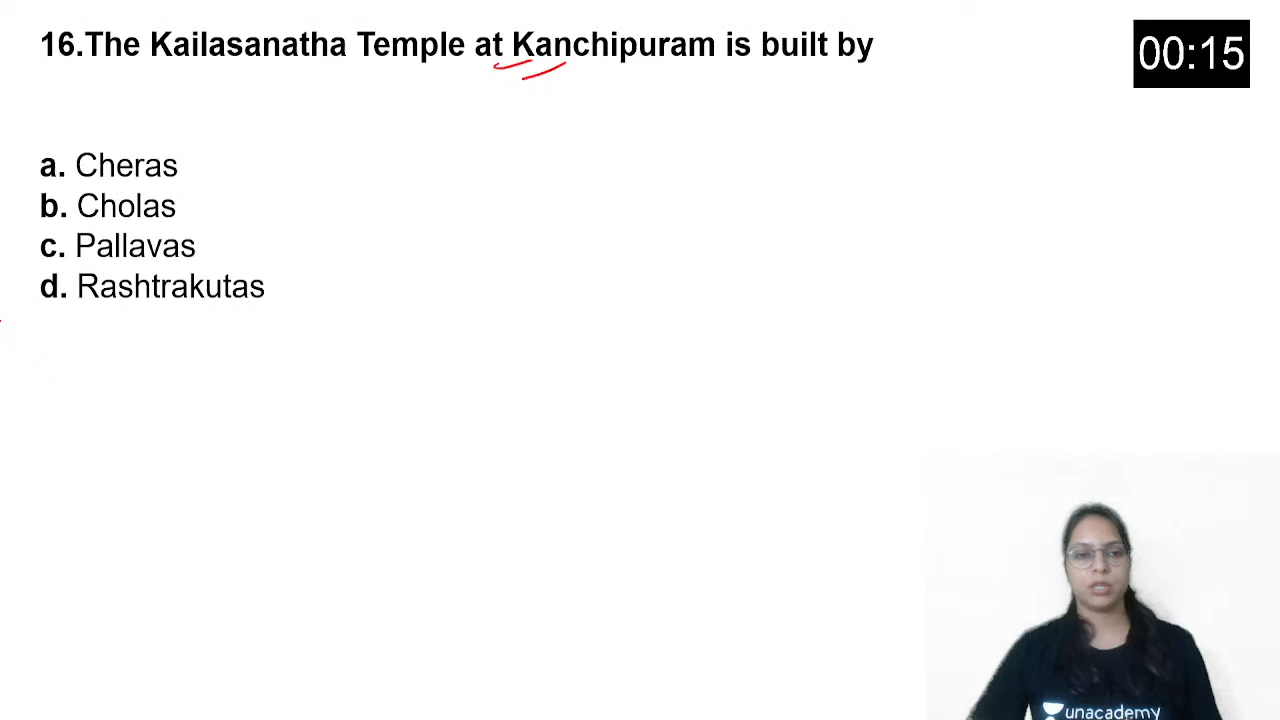 16.The Kailasanatha Temple at Kanchipuram is built by
00:15
a. Cheras
b. Cholas
c. Pallavas
d. Rashtrakutas
unacademy